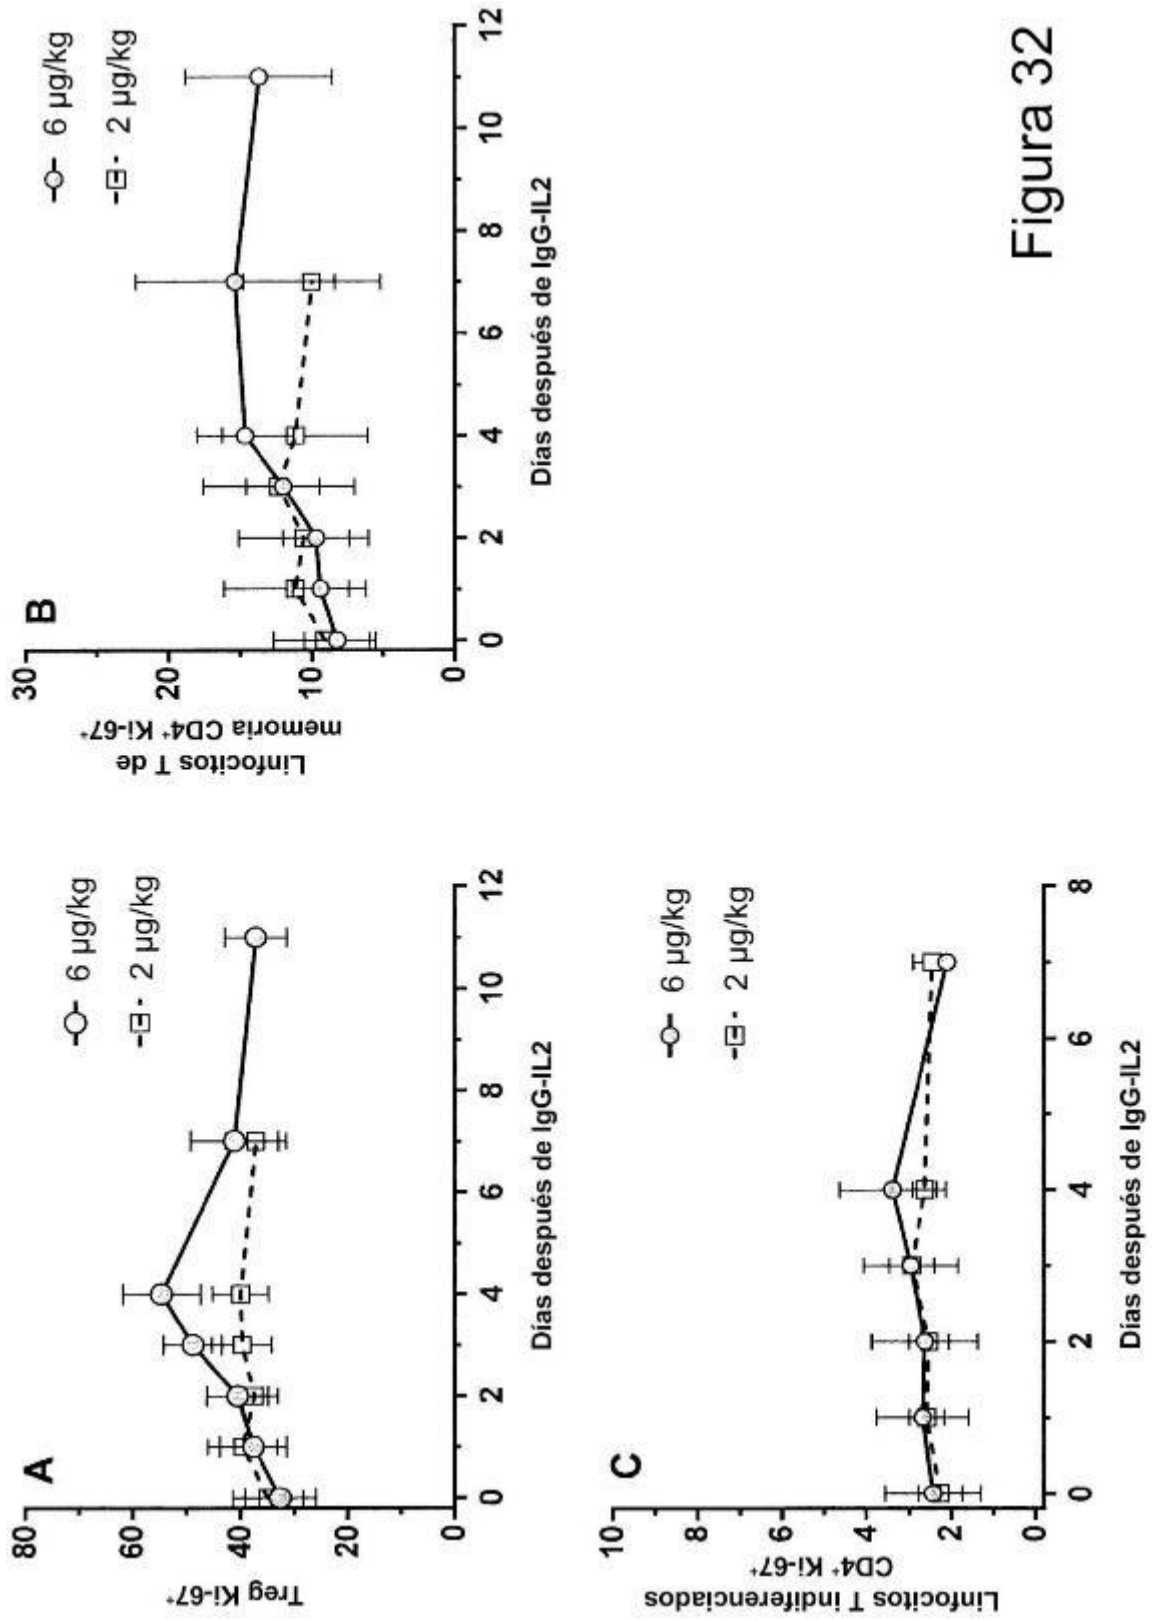 A
80
60
40
20
0
Treg Ki-67⁺
0 2 4 6 8 10 12
Días después de IgG-IL2
6 µg/kg
2 µg/kg
B
30
20
10
0
Linfocitos T de
memoria CD4⁺ Ki-67⁺
0 2 4 6 8 10 12
Días después de IgG-IL2
6 µg/kg
2 µg/kg
C
10
8
6
4
2
0
Linfocitos T indiferenciados
CD4⁺ Ki-67⁺
0 2 4 6 8
Días después de IgG-IL2
6 µg/kg
2 µg/kg
Figura 32